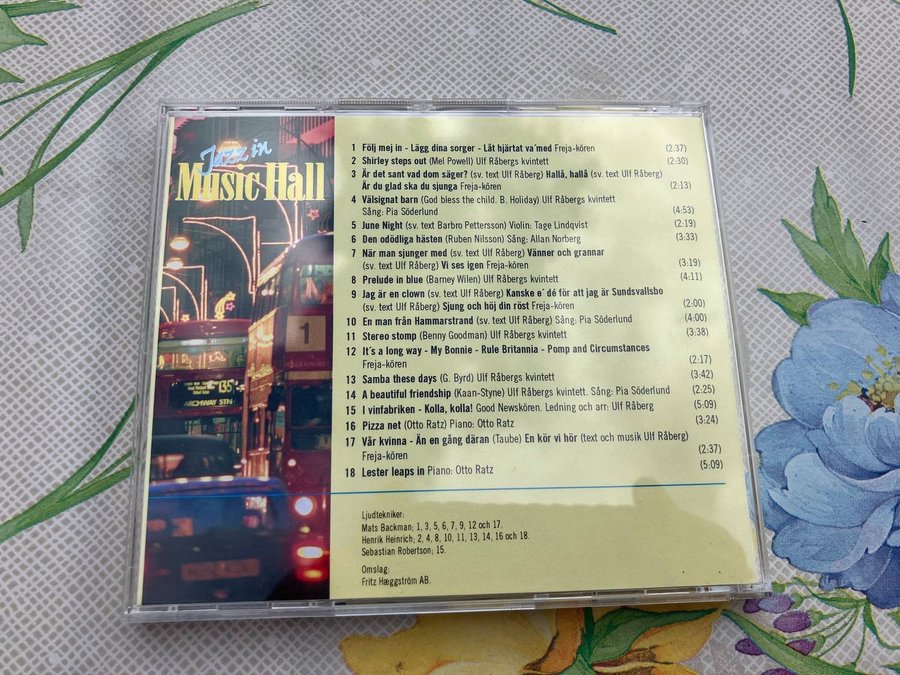 Jazz in
Music Hall
1
135
ARCHWAY STN
1 Följ mej in - Lägg dina sorger - Låt hjärtat va´med Freja-kören (2:37)
2 Shirley steps out (Mel Powell) Ulf Råbergs kvintett (2:30)
3 Är det sant vad dom säger? (sv. text Ulf Råberg) Hallå, hallå (sv. text Ulf Råberg)
Är du glad ska du sjunga Freja-kören (2:13)
4 Välsignat barn (God bless the child. B. Holiday) Ulf Råbergs kvintett
Sång: Pia Söderlund (4:53)
5 June Night (sv. text Barbro Pettersson) Violin: Tage Lindqvist (2:19)
6 Den odödliga hästen (Ruben Nilsson) Sång: Allan Norberg (3:33)
7 När man sjunger med (sv. text Ulf Råberg) Vänner och grannar
(sv. text Ulf Råberg) Vi ses igen Freja-kören (3:19)
8 Prelude in blue (Barney Wilen) Ulf Råbergs kvintett (4:11)
9 Jag är en clown (sv. text Ulf Råberg) Kanske e´ dé för att jag är Sundsvallsbo
(sv. text Ulf Råberg) Sjung och höj din röst Freja-kören (2:00)
10 En man från Hammarstrand (sv. text Ulf Råberg) Sång: Pia Söderlund (4:00)
11 Stereo stomp (Benny Goodman) Ulf Råbergs kvintett (3:38)
12 It´s a long way - My Bonnie - Rule Britannia - Pomp and Circumstances
Freja-kören (2:17)
13 Samba these days (G. Byrd) Ulf Råbergs kvintett (3:42)
14 A beautiful friendship (Kaan-Styne) Ulf Råbergs kvintett. Sång: Pia Söderlund (2:25)
15 I vinfabriken - Kolla, kolla! Good Newskören. Ledning och arr: Ulf Råberg (5:09)
16 Pizza net (Otto Ratz) Piano: Otto Ratz (3:24)
17 Vår kvinna - Än en gång däran (Taube) En kör vi hör (text och musik Ulf Råberg)
Freja-kören (2:37)
18 Lester leaps in Piano: Otto Ratz (5:09)
Ljudtekniker:
Mats Backman; 1, 3, 5, 6, 7, 9, 12 och 17.
Henrik Heinrich; 2, 4, 8, 10, 11, 13, 14, 16 och 18.
Sebastian Robertson; 15.
Omslag:
Fritz Hæggström AB.